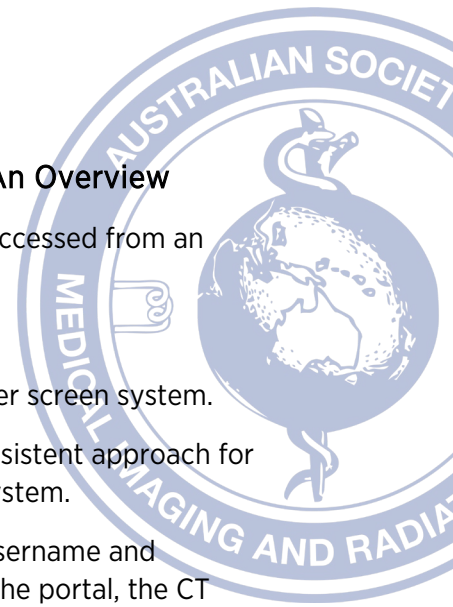 AUSTRALIAN SOCIET
An Overview
ccessed from an
er screen system.
sistent approach for
ystem.
sername and
he portal, the CT
MEDICAL IMAGING AND RADIAT